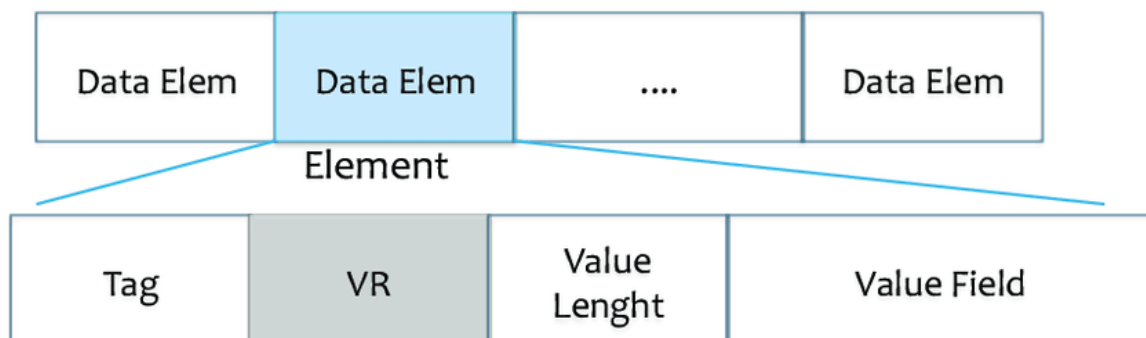 Data Elem Data Elem .... Data Elem
Element
Tag VR Value Lenght Value Field